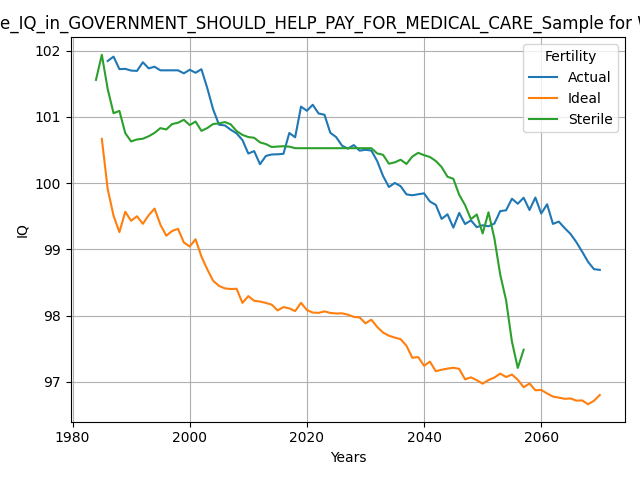 e_IQ_in_GOVERNMENT_SHOULD_HELP_PAY_FOR_MEDICAL_CARE_Sample for
102
101
100
99
98
97
IQ
Fertility
Actual
Ideal
Sterile
1980
2000
2020
2040
2060
Years